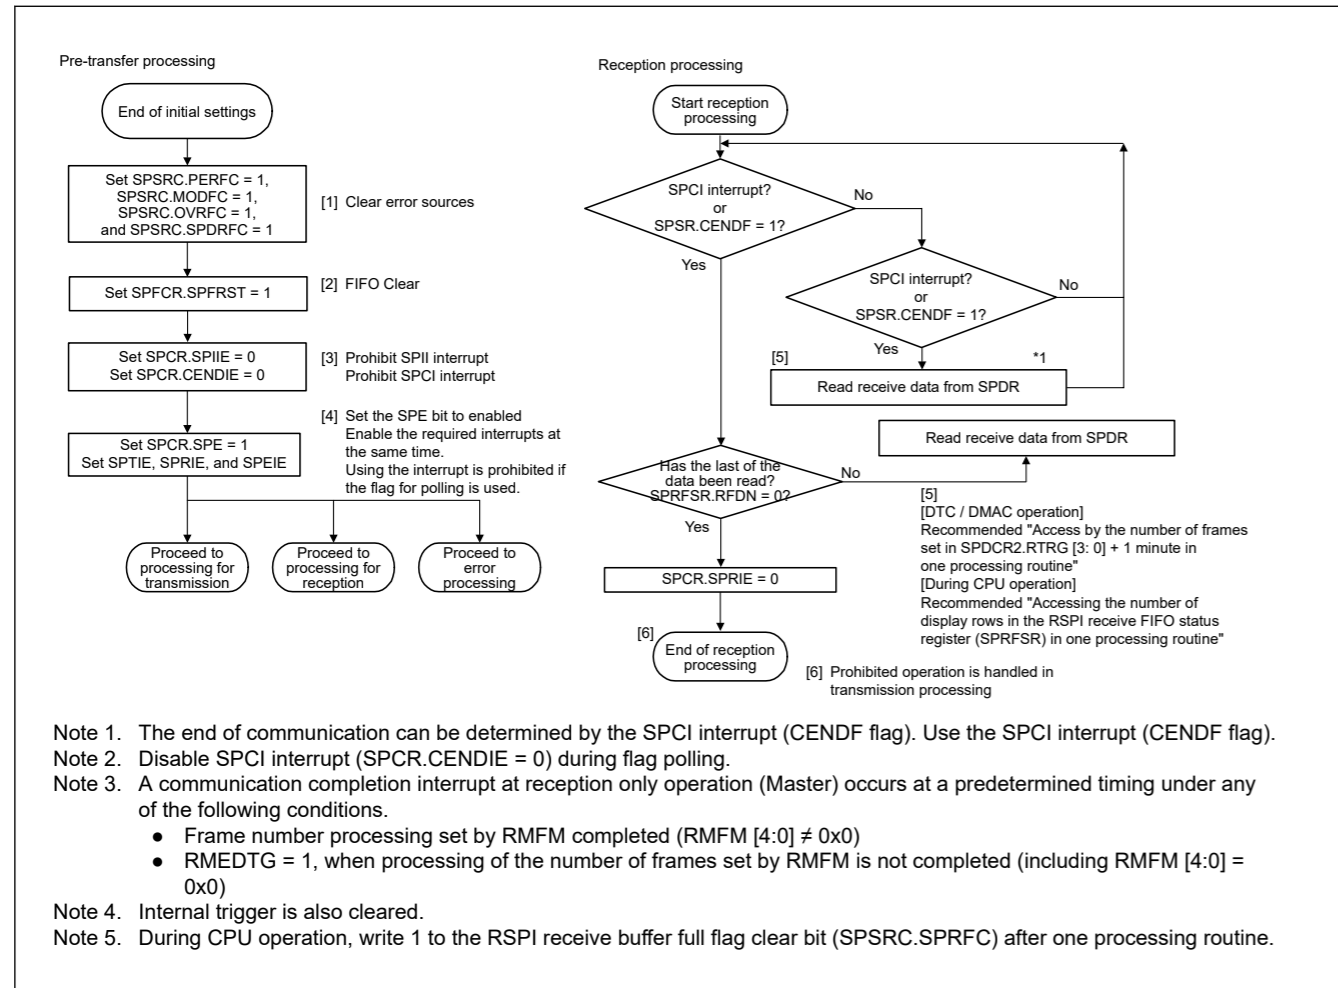 Pre-transfer processing
End of initial settings
Set SPSRC.PERFC = 1,
SPSRC.MODFC = 1,
SPSRC.OVRFC = 1,
and SPSRC.SPDRFC = 1
[1] Clear error sources
Set SPFCR.SPFRST = 1
[2] FIFO Clear
Set SPCR.SPIIE = 0
Set SPCR.CENDIE = 0
[3] Prohibit SPII interrupt
Prohibit SPCI interrupt
Set SPCR.SPE = 1
Set SPTIE, SPRIE, and SPEIE
[4] Set the SPE bit to enabled
Enable the required interrupts at
the same time.
Using the interrupt is prohibited if
the flag for polling is used.
Proceed to
processing for
transmission
Proceed to
processing for
reception
Proceed to
error
processing
Reception processing
Start reception
processing
SPCI interrupt?
or
SPSR.CENDF = 1?
No
Yes
SPCI interrupt?
or
SPSR.CENDF = 1?
No
Yes
[5]
*1
Read receive data from SPDR
Has the last of the
data been read?
SPRFSR.RFDN = 0?
No
Yes
Read receive data from SPDR
[5]
[DTC / DMAC operation]
Recommended "Access by the number of frames
set in SPDCR2.RTRG [3: 0] + 1 minute in
one processing routine"
[During CPU operation]
Recommended "Accessing the number of
display rows in the RSPI receive FIFO status
register (SPRFSR) in one processing routine"
SPCR.SPRIE = 0
[6]
End of reception
processing
[6] Prohibited operation is handled in
transmission processing
Note 1. The end of communication can be determined by the SPCI interrupt (CENDF flag). Use the SPCI interrupt (CENDF flag).
Note 2. Disable SPCI interrupt (SPCR.CENDIE = 0) during flag polling.
Note 3. A communication completion interrupt at reception only operation (Master) occurs at a predetermined timing under any
of the following conditions.
● Frame number processing set by RMFM completed (RMFM [4:0] ≠ 0x0)
● RMEDTG = 1, when processing of the number of frames set by RMFM is not completed (including RMFM [4:0] =
0x0)
Note 4. Internal trigger is also cleared.
Note 5. During CPU operation, write 1 to the RSPI receive buffer full flag clear bit (SPSRC.SPRFC) after one processing routine.